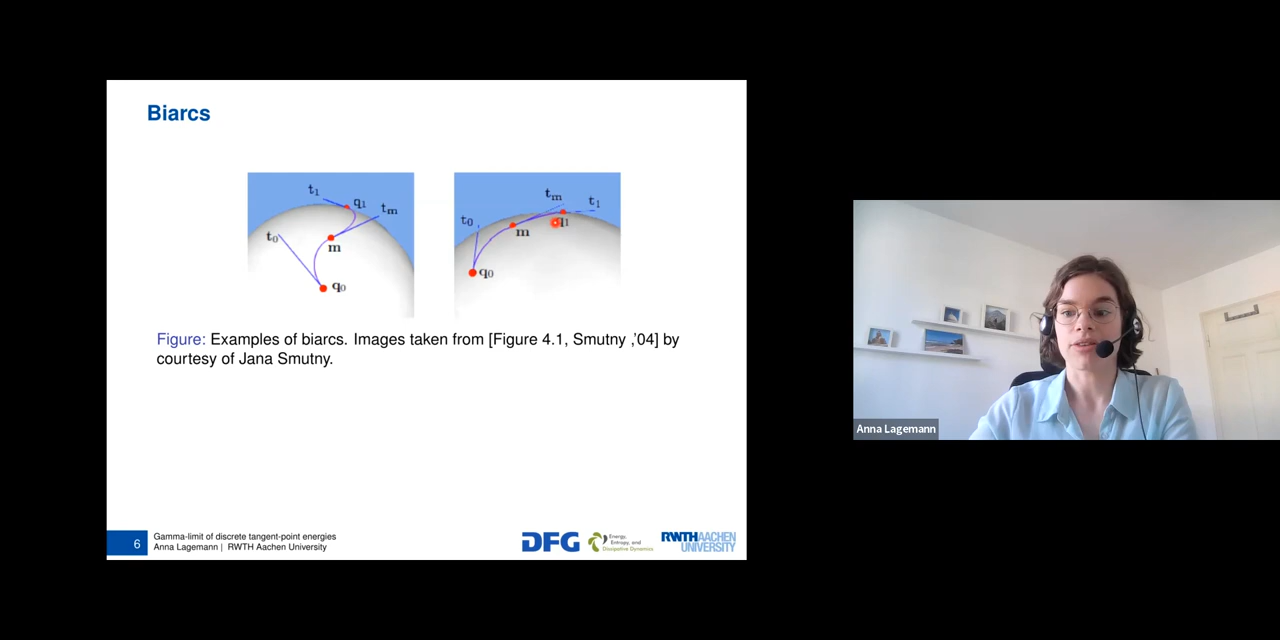 Biarcs
t1
q1
tm
t0
m
q0
tm
t1
t0
q1
m
q0
Figure: Examples of biarcs. Images taken from [Figure 4.1, Smutny ,'04] by
courtesy of Jana Smutny.
6
Gamma-limit of discrete tangent-point energies
Anna Lagemann | RWTH Aachen University
DFG
Energy,
Entropy, and
Dissipative Dynamics
RWTHAACHEN
UNIVERSITY
Anna Lagemann